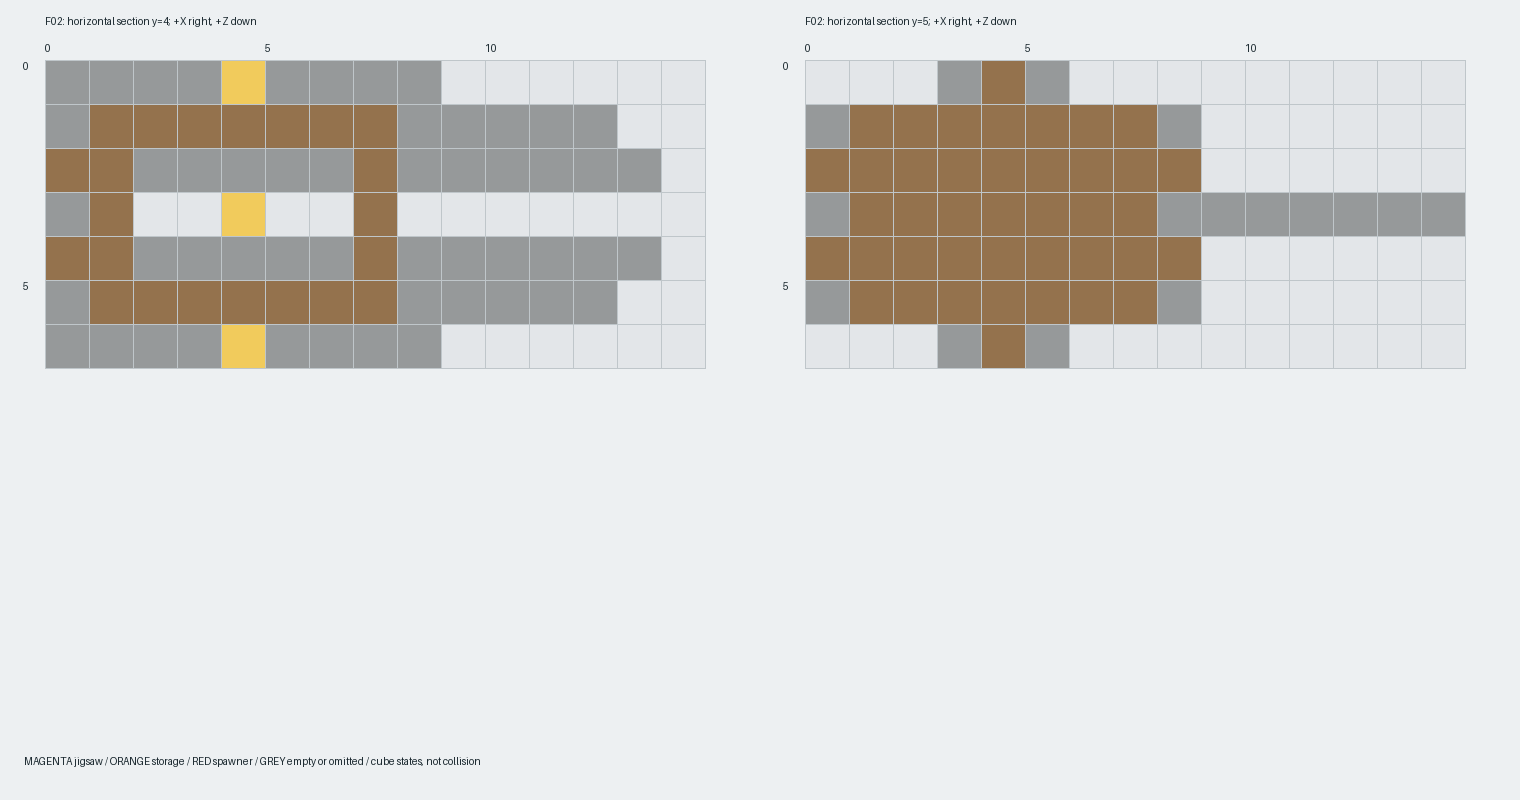 F02: horizontal section y=4; +X right, +Z down
F02: horizontal section y=5; +X right, +Z down
0 5 10
0 5 10
0
0
5
5
MAGENTA jigsaw / ORANGE storage / RED spawner / GREY empty or omitted / cube states, not collision